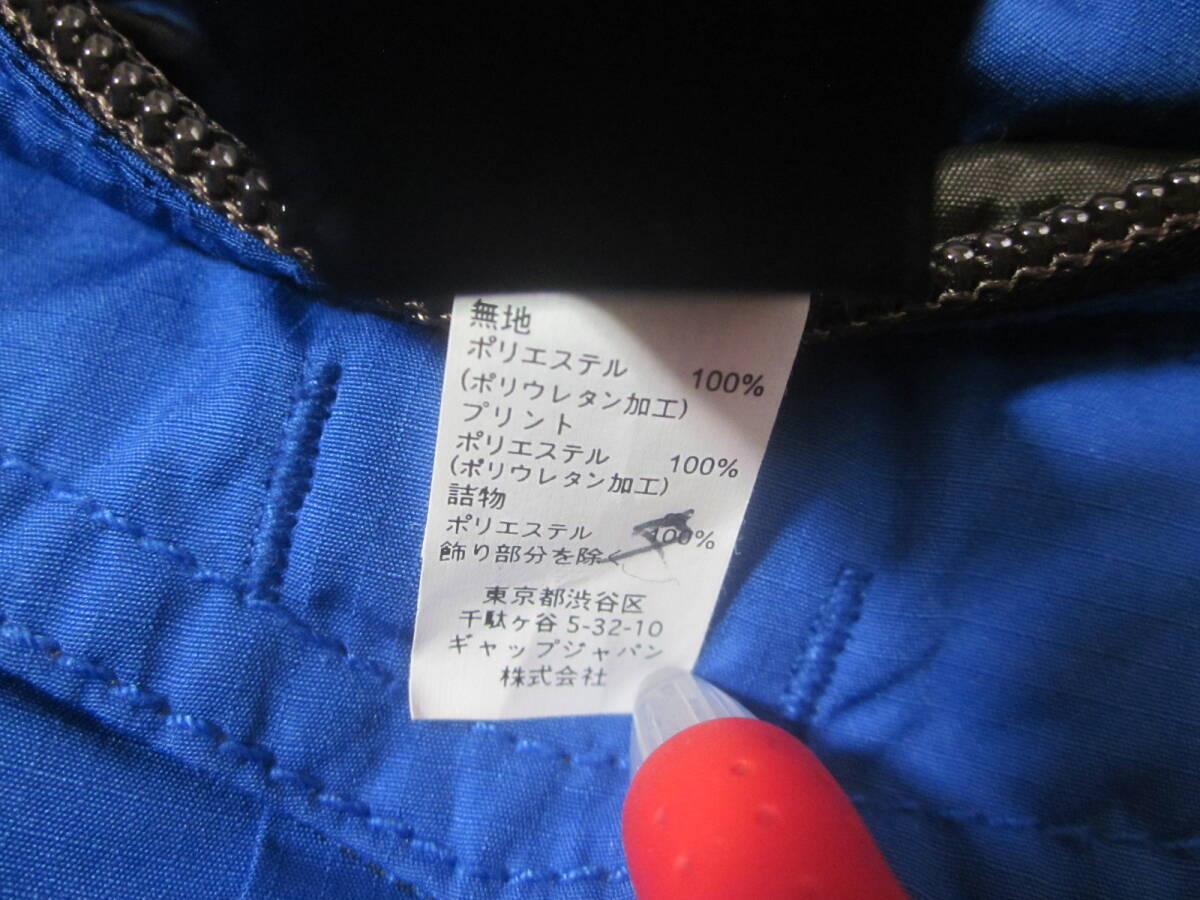 無地
ポリエステル 100%
(ポリウレタン加工)
プリント
ポリエステル 100%
(ポリウレタン加工)
詰物
ポリエステル 100%
飾り部分を除
東京都渋谷区
千駄ヶ谷 5-32-10
ギャップジャパン
株式会社